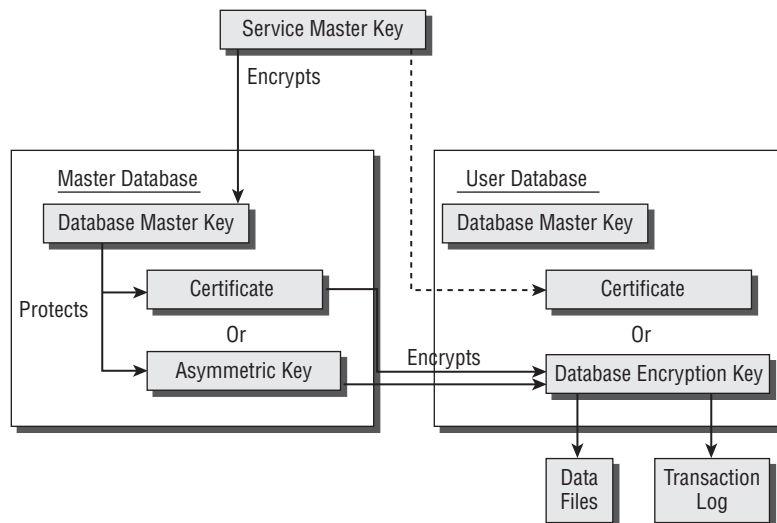 Service Master Key
Encrypts
Master Database
Database Master Key
Protects
Certificate
Or
Asymmetric Key
Encrypts
User Database
Database Master Key
Certificate
Or
Database Encryption Key
Data
Files
Transaction
Log